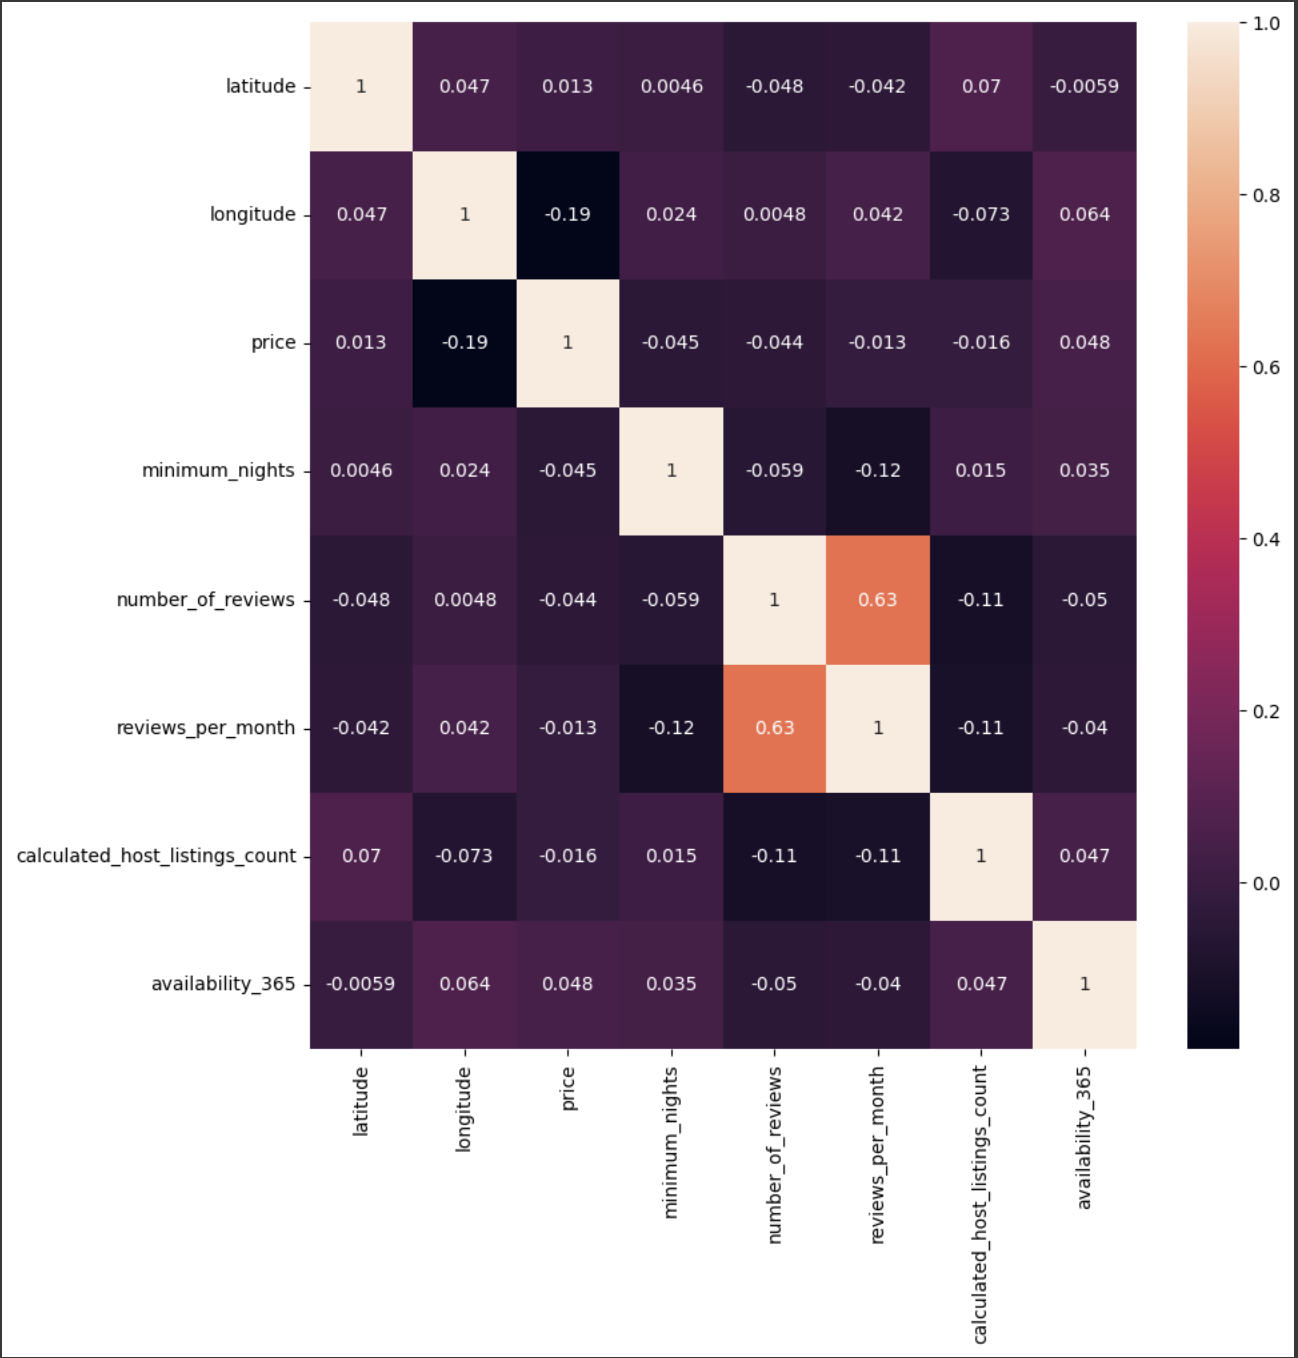 latitude 1 0.047 0.013 0.0046 -0.048 -0.042 0.07 -0.0059
longitude 0.047 1 -0.19 0.024 0.0048 0.042 -0.073 0.064
price 0.013 -0.19 1 -0.045 -0.044 -0.013 -0.016 0.048
minimum_nights 0.0046 0.024 -0.045 1 -0.059 -0.12 0.015 0.035
number_of_reviews -0.048 0.0048 -0.044 -0.059 1 0.63 -0.11 -0.05
reviews_per_month -0.042 0.042 -0.013 -0.12 0.63 1 -0.11 -0.04
calculated_host_listings_count 0.07 -0.073 -0.016 0.015 -0.11 -0.11 1 0.047
availability_365 -0.0059 0.064 0.048 0.035 -0.05 -0.04 0.047 1
latitude
longitude
price
minimum_nights
number_of_reviews
reviews_per_month
calculated_host_listings_count
availability_365
1.0
0.8
0.6
0.4
0.2
0.0